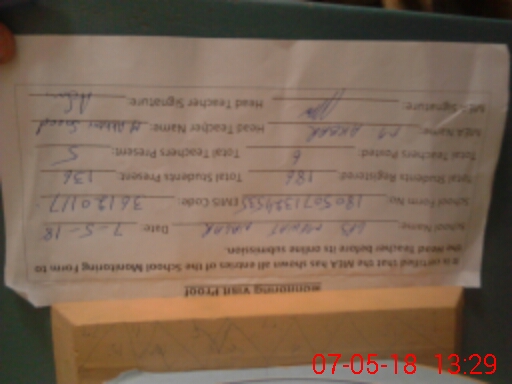 Monitoring Visit Proof
It is certified that the MEA has shown all entries of the School Monitoring Form to
the Head Teacher before its online submission.
School Name: GPS Date: 7-5-18
School Form No: EMIS Code: 36120117
Total Students Registered: 186 Total Students Present: 136
Total Teachers Posted: 6 Total Teachers Present: 5
MEA Name: Head Teacher Name:
MEA Signature: Head Teacher Signature:
07-05-18 13:29